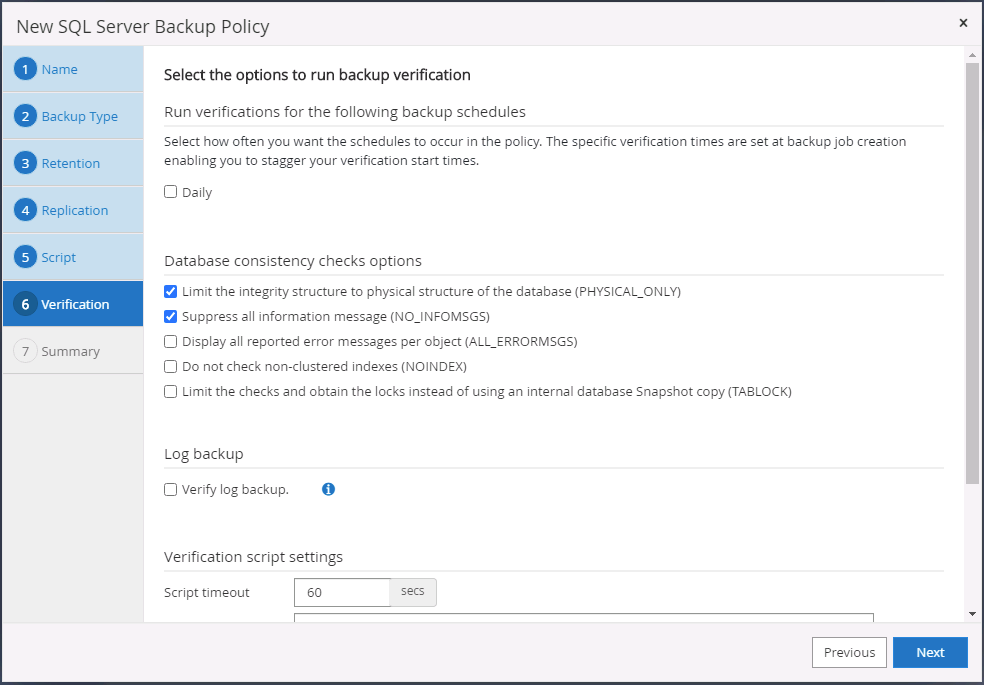 New SQL Server Backup Policy
×
1 Name
2 Backup Type
3 Retention
4 Replication
5 Script
6 Verification
7 Summary
Select the options to run backup verification
Run verifications for the following backup schedules
Select how often you want the schedules to occur in the policy. The specific verification times are set at backup job creation
enabling you to stagger your verification start times.
Daily
Database consistency checks options
Limit the integrity structure to physical structure of the database (PHYSICAL_ONLY)
Suppress all information message (NO_INFOMSGS)
Display all reported error messages per object (ALL_ERRORMSGS)
Do not check non-clustered indexes (NOINDEX)
Limit the checks and obtain the locks instead of using an internal database Snapshot copy (TABLOCK)
Log backup
Verify log backup. i
Verification script settings
Script timeout 60 secs
Previous Next